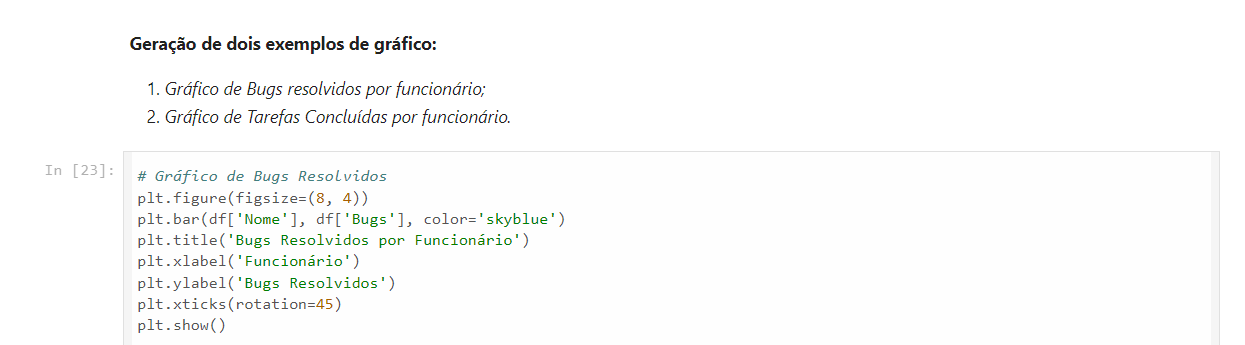 Geração de dois exemplos de gráfico:
1. Gráfico de Bugs resolvidos por funcionário;
2. Gráfico de Tarefas Concluídas por funcionário.
In [23]:
# Gráfico de Bugs Resolvidos
plt.figure(figsize=(8, 4))
plt.bar(df['Nome'], df['Bugs'], color='skyblue')
plt.title('Bugs Resolvidos por Funcionário')
plt.xlabel('Funcionário')
plt.ylabel('Bugs Resolvidos')
plt.xticks(rotation=45)
plt.show()